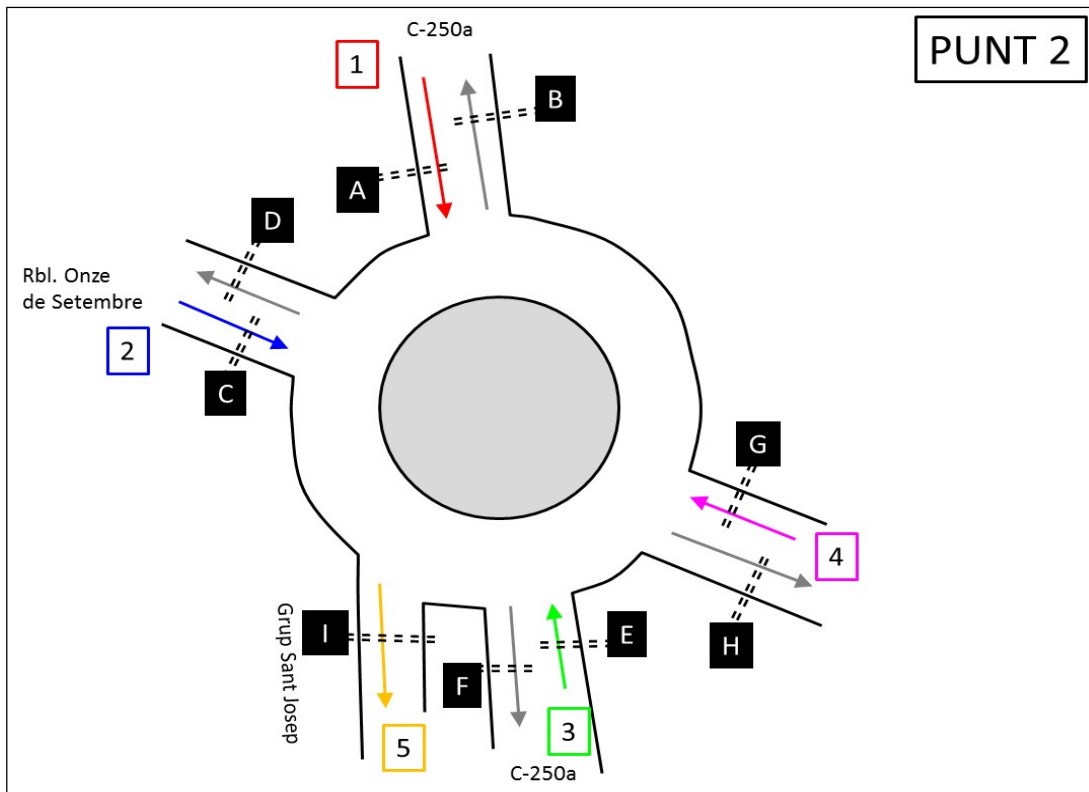 C-250a
PUNT 2
1
B
A
D
Rbl. Onze
de Setembre
2
C
G
4
H
I
E
F
Grup Sant Josep
5
3
C-250a